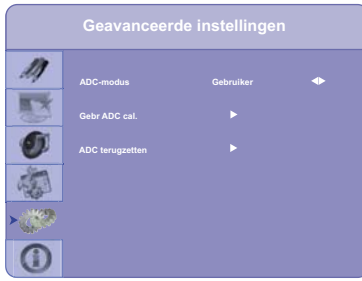 Geavanceerde instellingen
ADC-modus Gebruiker
Gebr ADC cal.
ADC terugzetten